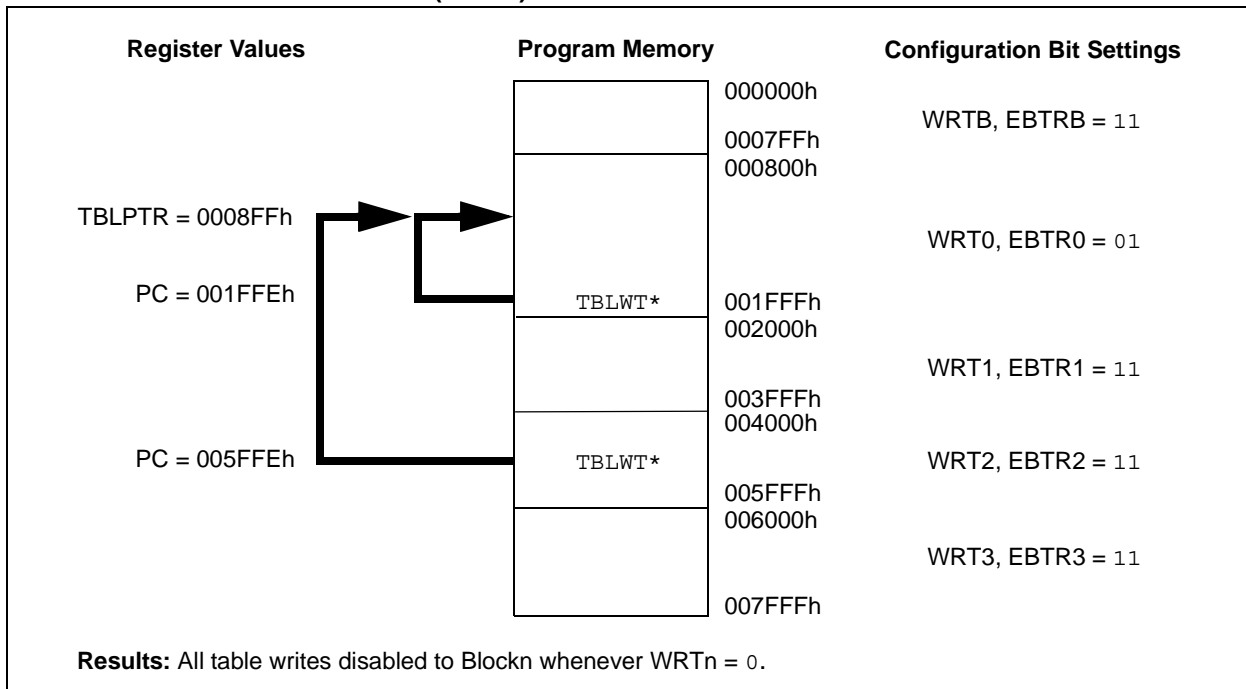 Register Values Program Memory Configuration Bit Settings
000000h
WRTB, EBTRB = 11
0007FFh
000800h
TBLPTR = 0008FFh
WRT0, EBTR0 = 01
PC = 001FFEh TBLWT* 001FFFh
002000h
WRT1, EBTR1 = 11
003FFFh
004000h
PC = 005FFEh TBLWT* WRT2, EBTR2 = 11
005FFFh
006000h
WRT3, EBTR3 = 11
007FFFh
Results: All table writes disabled to Blockn whenever WRTn = 0.